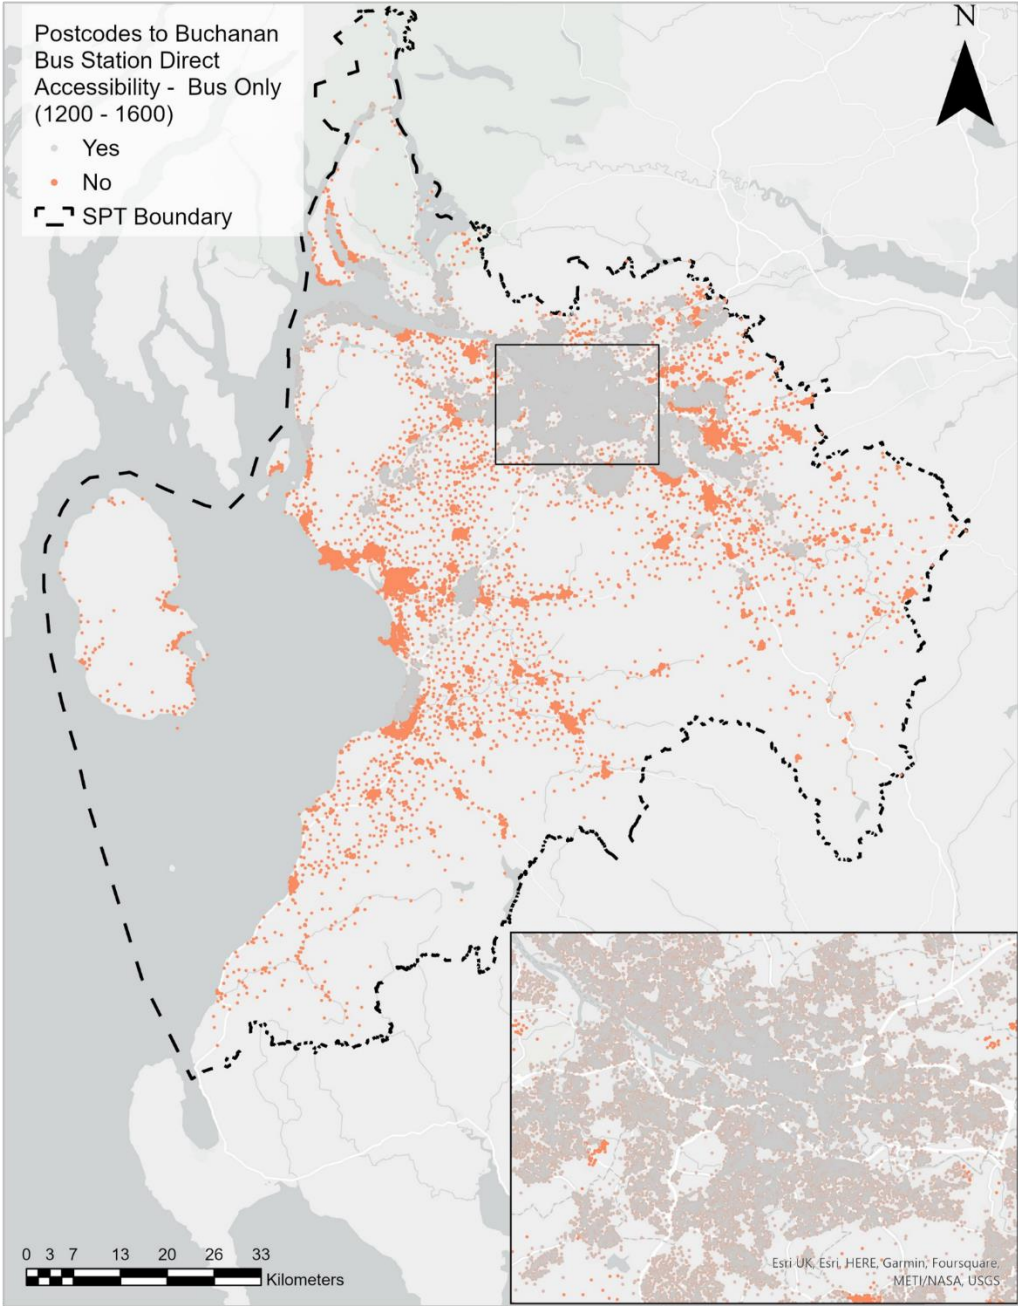 Postcodes to Buchanan
Bus Station Direct
Accessibility - Bus Only
(1200 - 1600)
Yes
No
SPT Boundary
N
0 3 7 13 20 26 33
Kilometers
Esri UK, Esri, HERE, Garmin, Foursquare,
METI/NASA, USGS